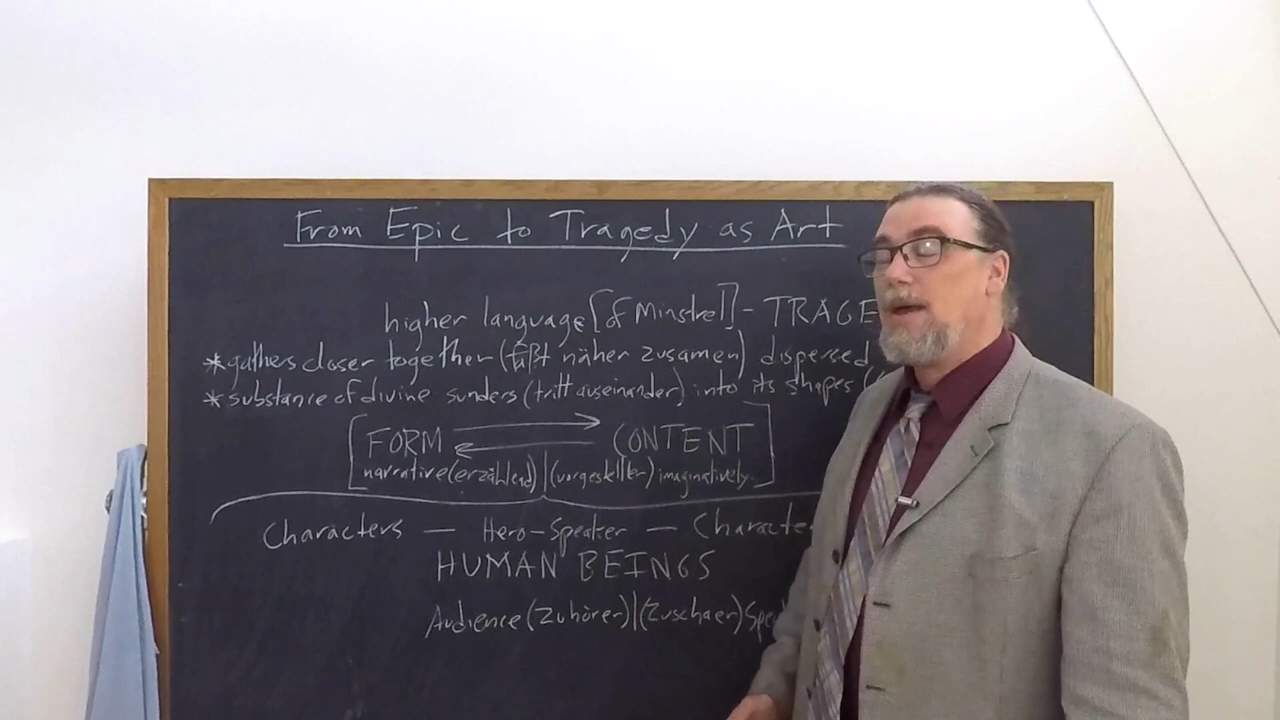 From Epic to Tragedy as Art
higher language [of Minstrel] - TRAGE
*gathers closer together (faßt näher zusamen) dispersed
*substance of divine sunders (tritt auseinander) into its shapes (
[FORM CONTENT]
narrative (erzählend) | (vorgestellter) imaginatively
Characters — Hero-Speaker — Characte
HUMAN BEINGS
Audience (Zuhörer) | (Zuschaer) Spe